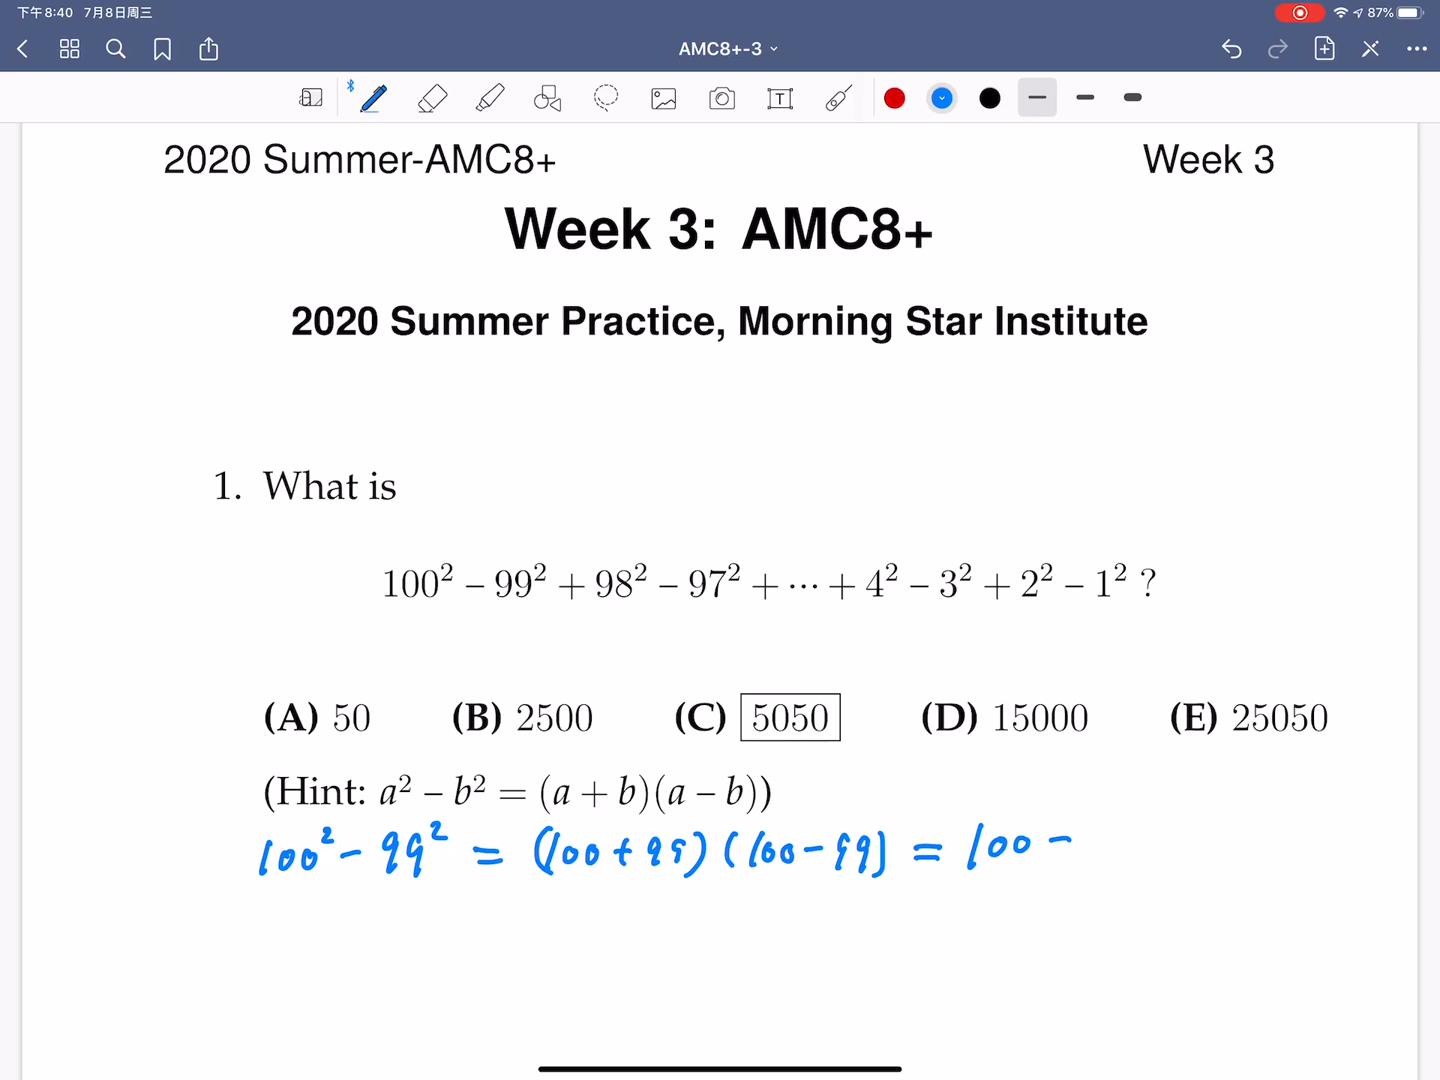 下午8:40 7月8日周三
87%
AMC8+-3
2020 Summer-AMC8+ Week 3
Week 3: AMC8+
2020 Summer Practice, Morning Star Institute
1. What is
100² – 99² + 98² – 97² + ··· + 4² – 3² + 2² – 1² ?
(A) 50 (B) 2500 (C) 5050 (D) 15000 (E) 25050
(Hint: a² – b² = (a + b)(a – b))
100² - 99² = (100 + 99) (100 - 99) = 100 -